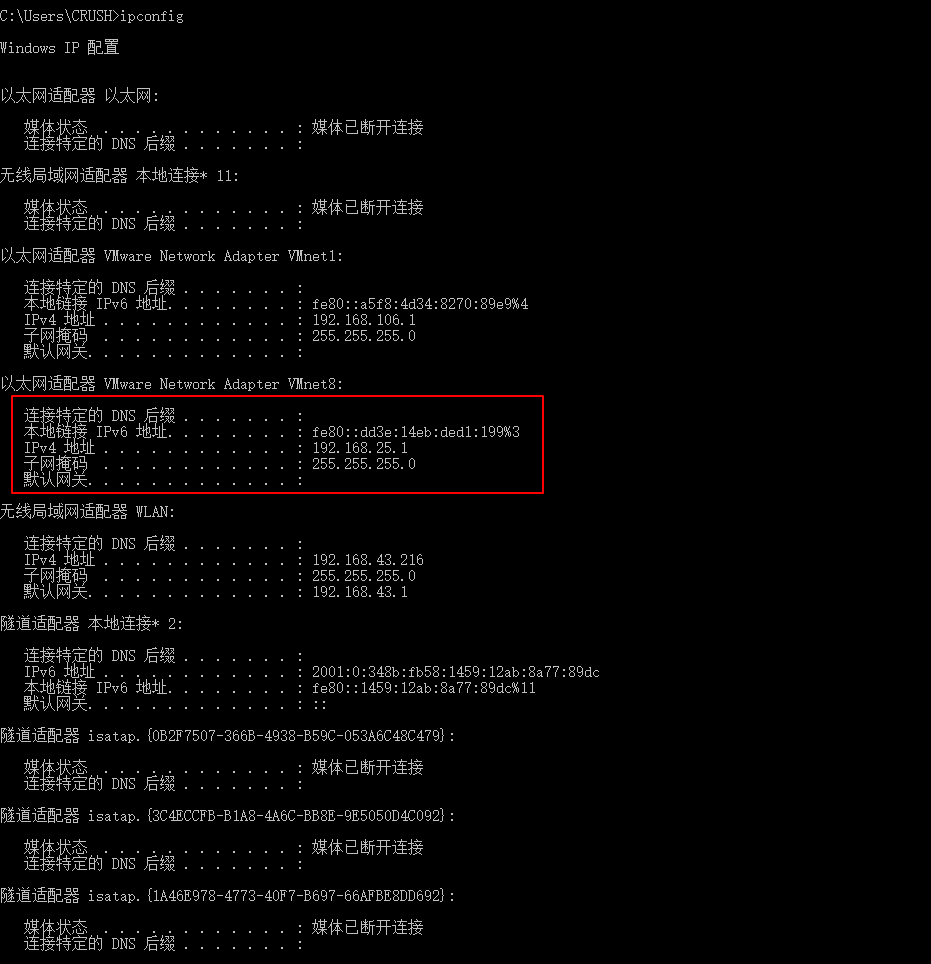 C:\Users\CRUSH>ipconfig
Windows IP 配置
以太网适配器 以太网:
媒体状态 . . . . . . . . . . . . : 媒体已断开连接
连接特定的 DNS 后缀 . . . . . . . :
无线局域网适配器 本地连接* 11:
媒体状态 . . . . . . . . . . . . : 媒体已断开连接
连接特定的 DNS 后缀 . . . . . . . :
以太网适配器 VMware Network Adapter VMnet1:
连接特定的 DNS 后缀 . . . . . . . :
本地链接 IPv6 地址. . . . . . . . : fe80::a5f8:4d34:8270:89e9%4
IPv4 地址 . . . . . . . . . . . . : 192.168.106.1
子网掩码 . . . . . . . . . . . . : 255.255.255.0
默认网关. . . . . . . . . . . . . :
以太网适配器 VMware Network Adapter VMnet8:
连接特定的 DNS 后缀 . . . . . . . :
本地链接 IPv6 地址. . . . . . . . : fe80::dd3e:14eb:ded1:199%3
IPv4 地址 . . . . . . . . . . . . : 192.168.25.1
子网掩码 . . . . . . . . . . . . : 255.255.255.0
默认网关. . . . . . . . . . . . . :
无线局域网适配器 WLAN:
连接特定的 DNS 后缀 . . . . . . . :
IPv4 地址 . . . . . . . . . . . . : 192.168.43.216
子网掩码 . . . . . . . . . . . . : 255.255.255.0
默认网关. . . . . . . . . . . . . : 192.168.43.1
隧道适配器 本地连接* 2:
连接特定的 DNS 后缀 . . . . . . . :
IPv6 地址 . . . . . . . . . . . . : 2001:0:348b:fb58:1459:12ab:8a77:89dc
本地链接 IPv6 地址. . . . . . . . : fe80::1459:12ab:8a77:89dc%11
默认网关. . . . . . . . . . . . . : ::
隧道适配器 isatap.{0B2F7507-366B-4938-B59C-053A6C48C479}:
媒体状态 . . . . . . . . . . . . : 媒体已断开连接
连接特定的 DNS 后缀 . . . . . . . :
隧道适配器 isatap.{3C4ECCFB-B1A8-4A6C-BB8E-9E5050D4C092}:
媒体状态 . . . . . . . . . . . . : 媒体已断开连接
连接特定的 DNS 后缀 . . . . . . . :
隧道适配器 isatap.{1A46E978-4773-40F7-B697-66AFBE8DD692}:
媒体状态 . . . . . . . . . . . . : 媒体已断开连接
连接特定的 DNS 后缀 . . . . . . . :